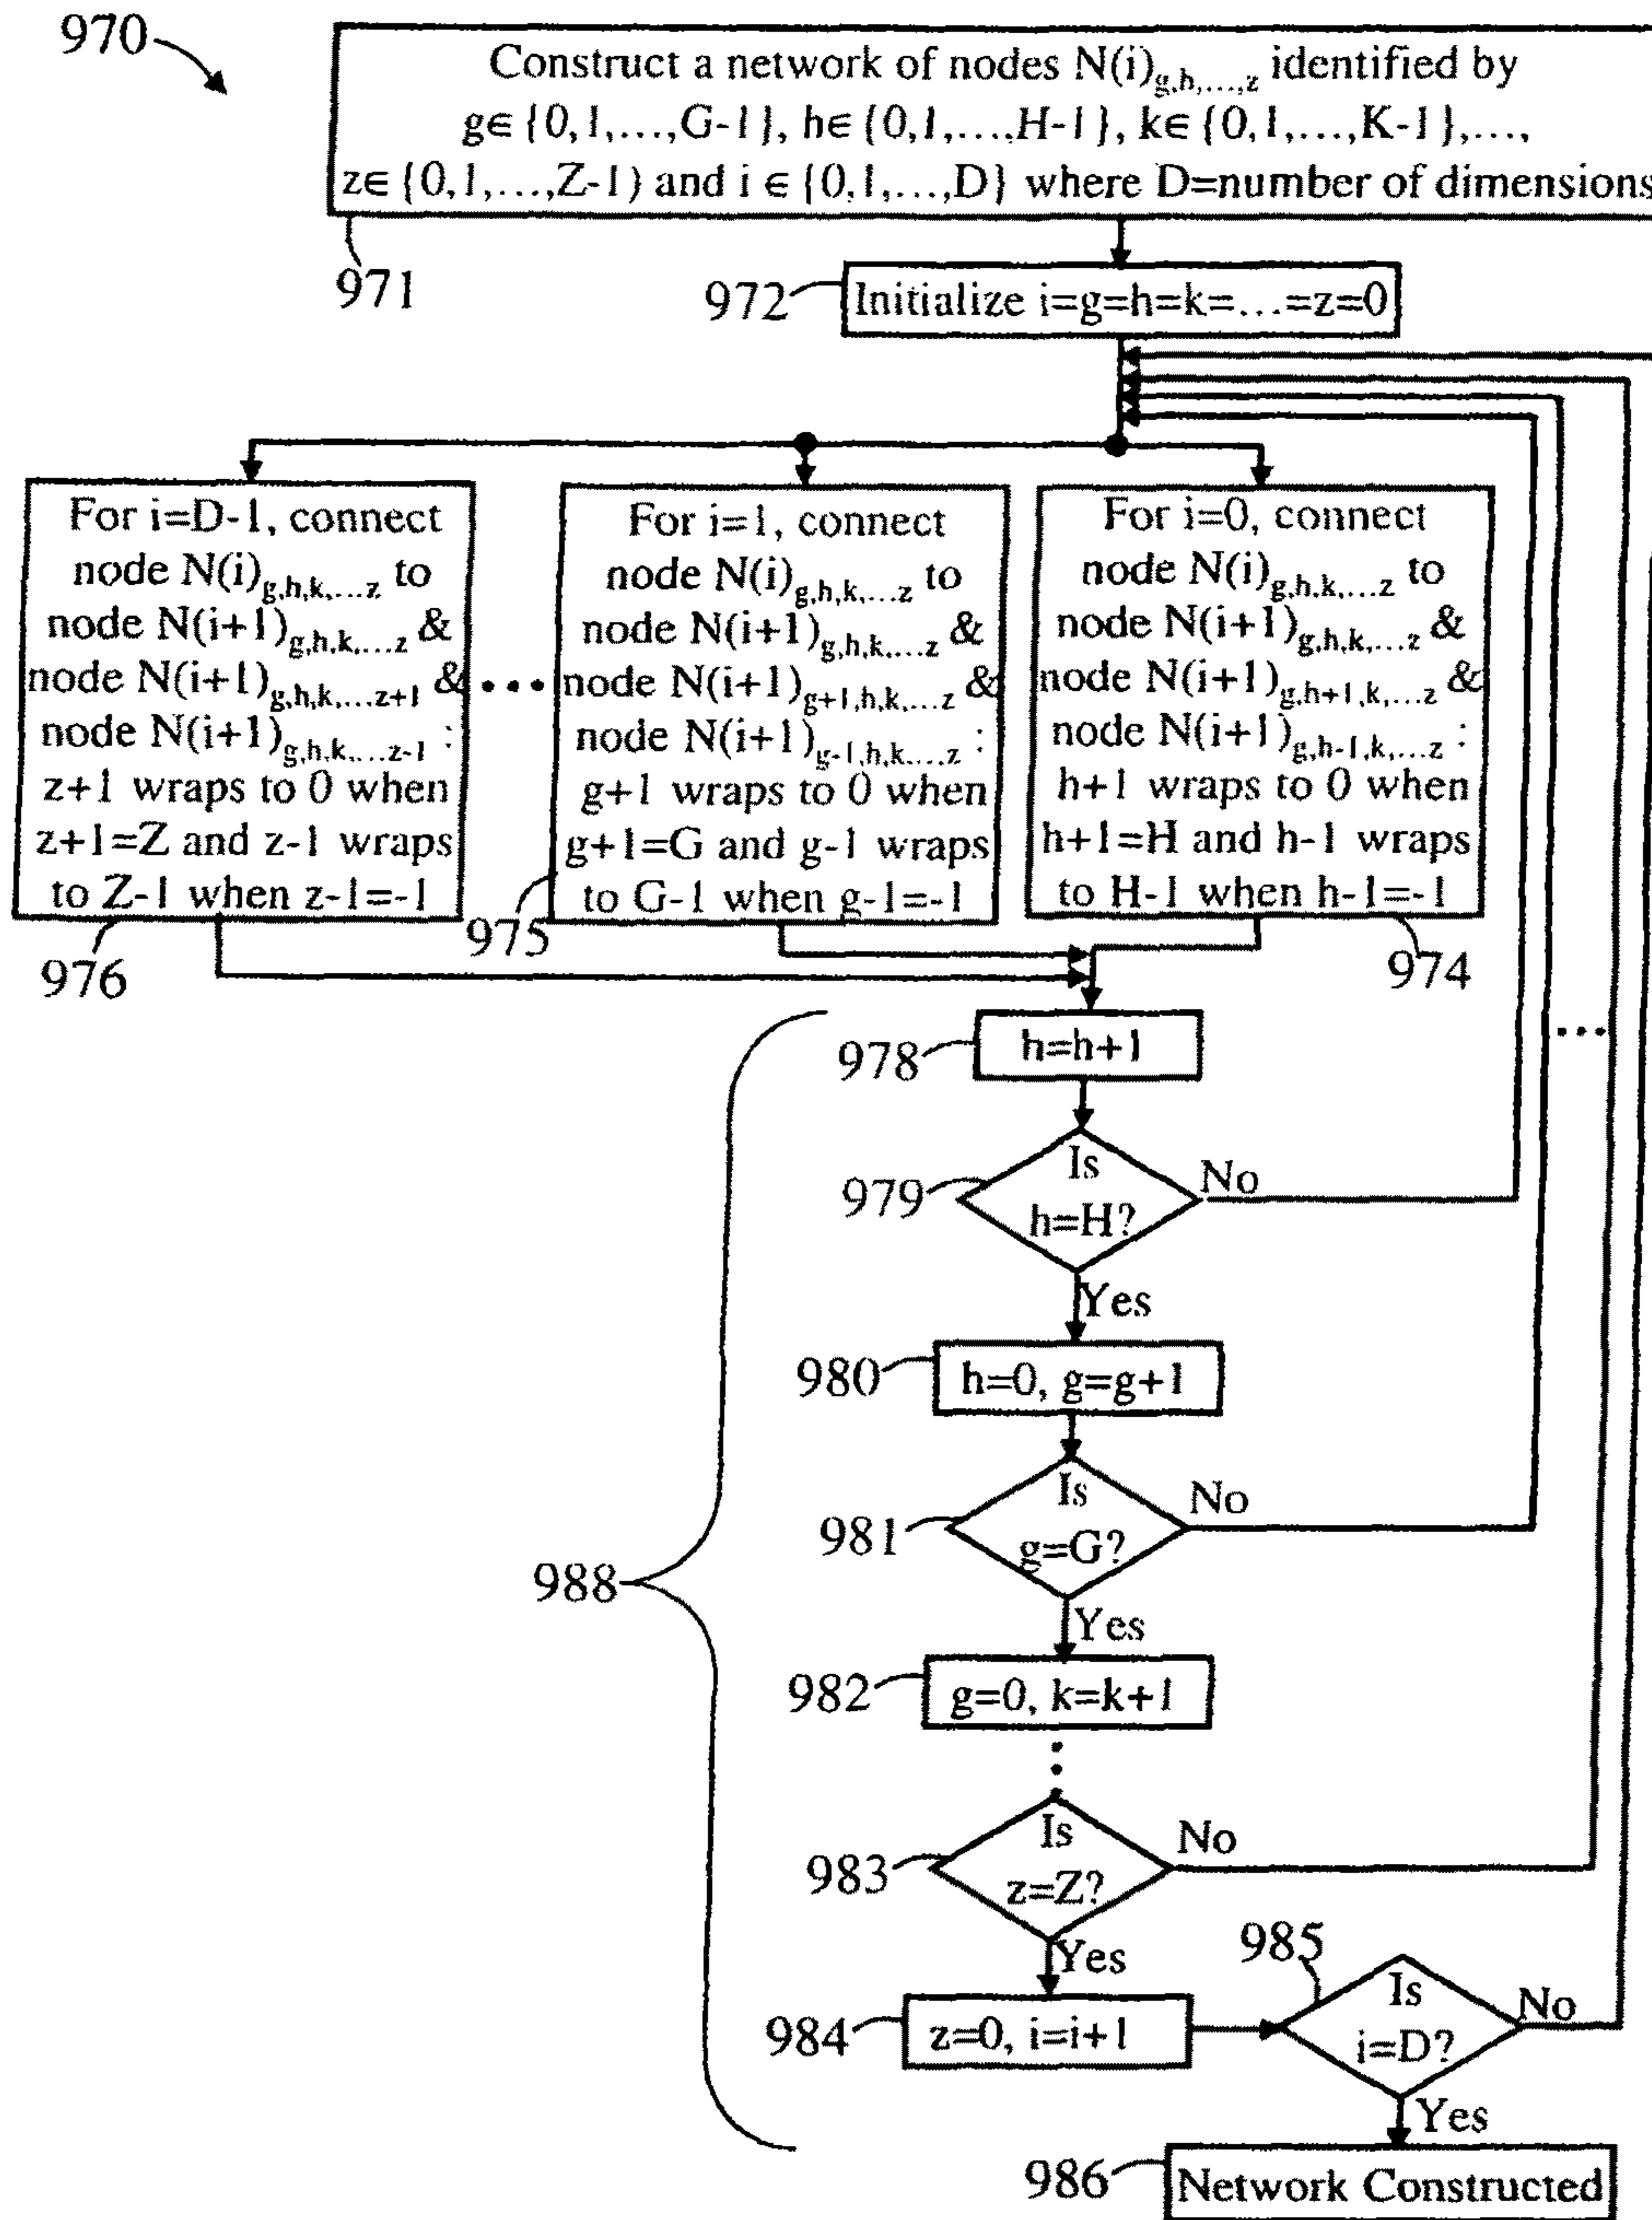 970
Construct a network of nodes N(i)g,h,...,z identified by
g∈{0,1,...,G-1}, h∈{0,1,...,H-1}, k∈{0,1,...,K-1},...,
z∈{0,1,...,Z-1) and i∈{0,1,...,D} where D=number of dimensions
971
972
Initialize i=g=h=k=...=z=0
For i=D-1, connect
node N(i)g,h,k,...z to
node N(i+1)g,h,k,...z &
node N(i+1)g,h,k,...z+1 &
node N(i+1)g,h,k,...z-1 :
z+1 wraps to 0 when
z+1=Z and z-1 wraps
to Z-1 when z-1=-1
976
...
For i=1, connect
node N(i)g,h,k,...z to
node N(i+1)g,h,k,...z &
node N(i+1)g+1,h,k,...z &
node N(i+1)g-1,h,k,...z :
g+1 wraps to 0 when
g+1=G and g-1 wraps
to G-1 when g-1=-1
975
For i=0, connect
node N(i)g,h,k,...z to
node N(i+1)g,h,k,...z &
node N(i+1)g,h+1,k,...z &
node N(i+1)g,h-1,k,...z :
h+1 wraps to 0 when
h+1=H and h-1 wraps
to H-1 when h-1=-1
974
978
h=h+1
...
979
Is
h=H?
No
Yes
980
h=0, g=g+1
981
Is
g=G?
No
988
Yes
982
g=0, k=k+1
983
Is
z=Z?
No
Yes
984
z=0, i=i+1
985
Is
i=D?
No
Yes
986
Network Constructed